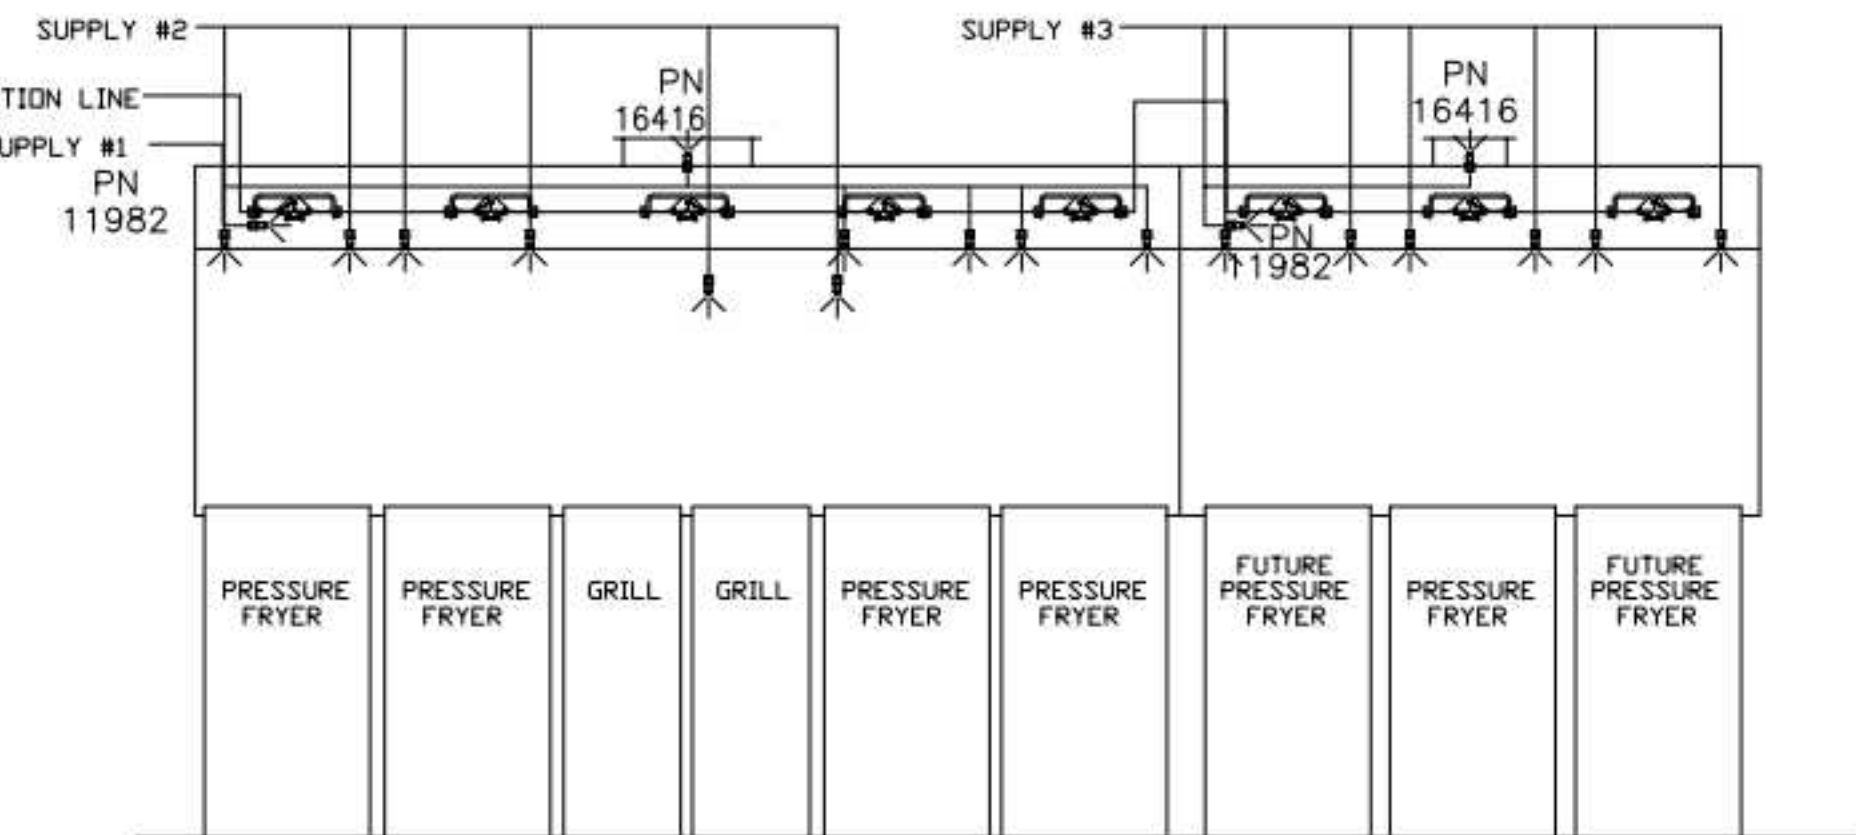 SUPPLY #2
SUPPLY #3
PN
16416
PN
16416
TION LINE
UPPLY #1
PN
11982
PN
11982
PRESSURE
FRYER
PRESSURE
FRYER
GRILL
GRILL
PRESSURE
FRYER
PRESSURE
FRYER
FUTURE
PRESSURE
FRYER
PRESSURE
FRYER
FUTURE
PRESSURE
FRYER